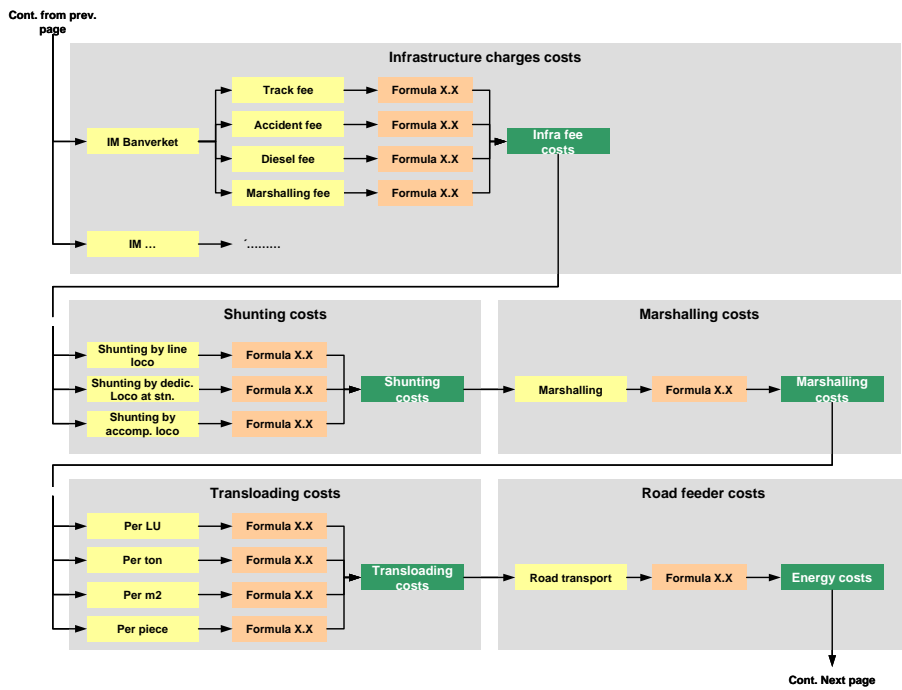 Cont. from prev.
page
Infrastructure charges costs
Track fee
Formula X.X
Accident fee
Formula X.X
IM Banverket
Infra fee
costs
Diesel fee
Formula X.X
Marshalling fee
Formula X.X
IM ...
´.........
Shunting costs
Shunting by line
loco
Formula X.X
Shunting by dedic.
Loco at stn.
Formula X.X
Shunting
costs
Shunting by
accomp. loco
Formula X.X
Marshalling costs
Marshalling
Formula X.X
Marshalling
costs
Transloading costs
Per LU
Formula X.X
Per ton
Formula X.X
Transloading
costs
Per m2
Formula X.X
Per piece
Formula X.X
Road feeder costs
Road transport
Formula X.X
Energy costs
Cont. Next page